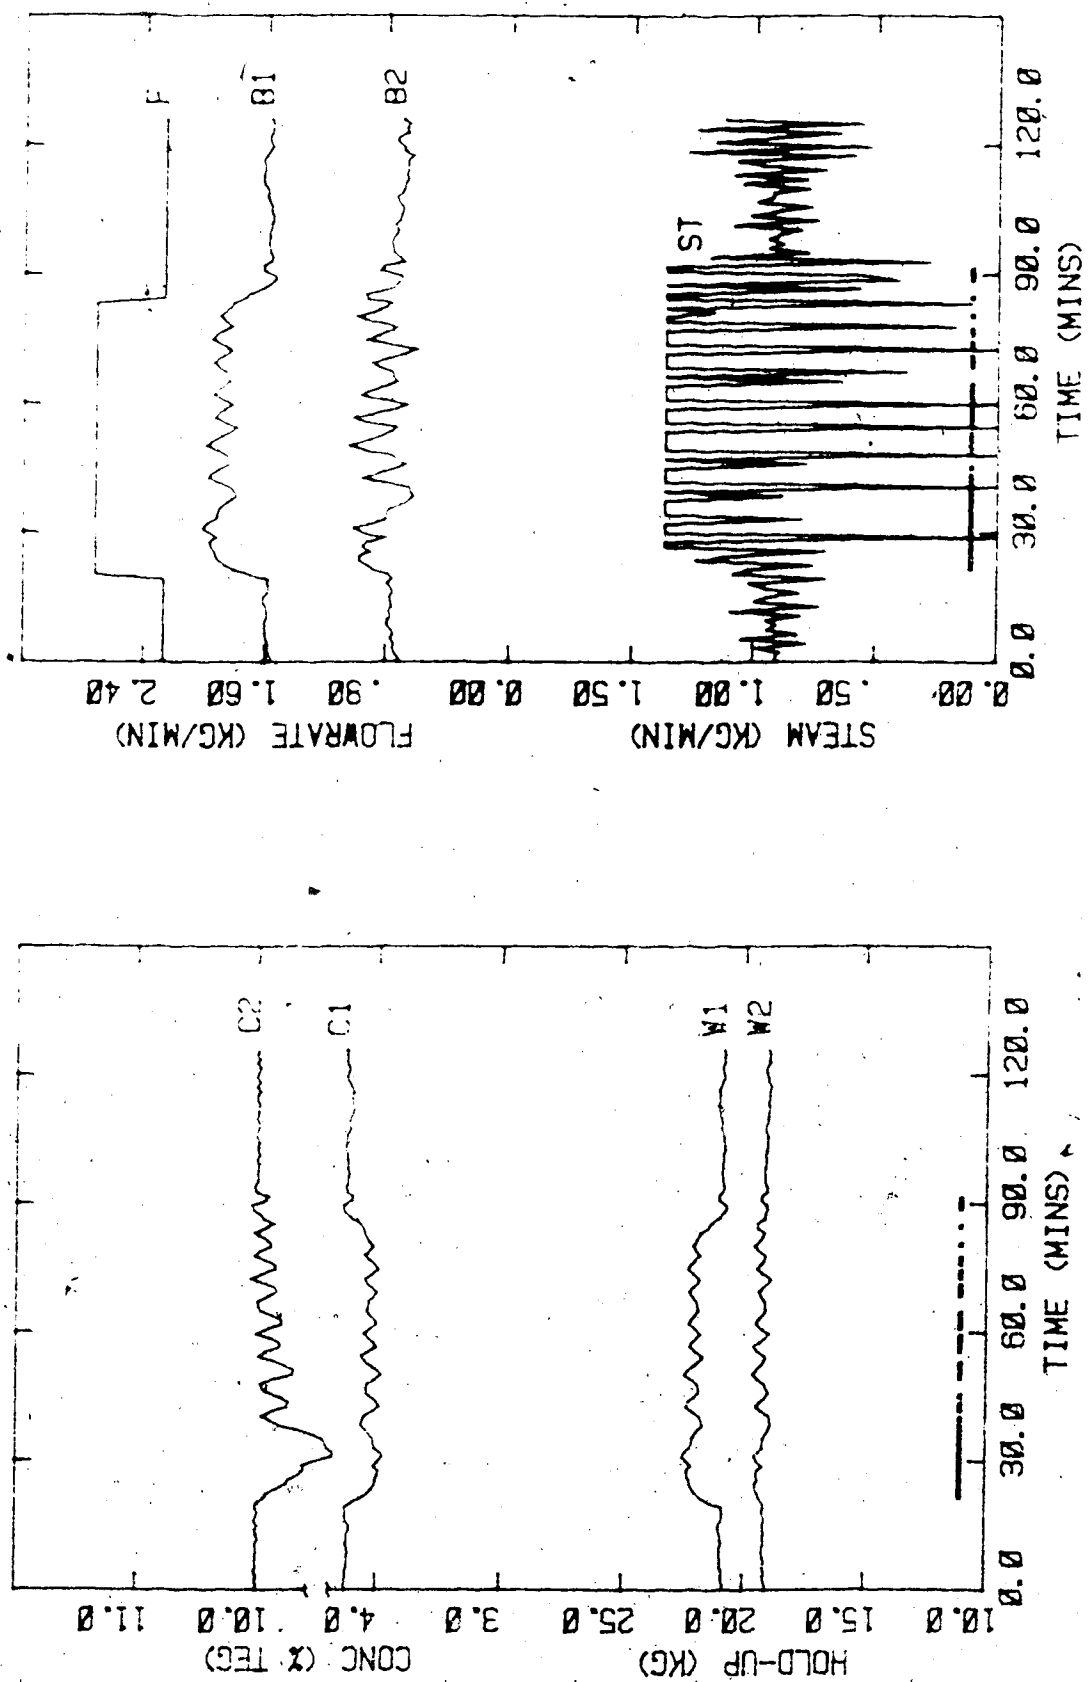 2.40
1.60
.90
0.00
FLOWRATE (KG/MIN)
F
B1
B2
1.50
1.00
.50
0.00
STEAM (KG/MIN)
ST
0.0
30.0
60.0
90.0
120.0
TIME (MINS)
11.0
10.0
4.0
3.0
CONC (% TEG)
C2
C1
25.0
20.0
15.0
10.0
HOLD-UP (KG)
W1
W2
0.0
30.0
60.0
90.0
120.0
TIME (MINS)